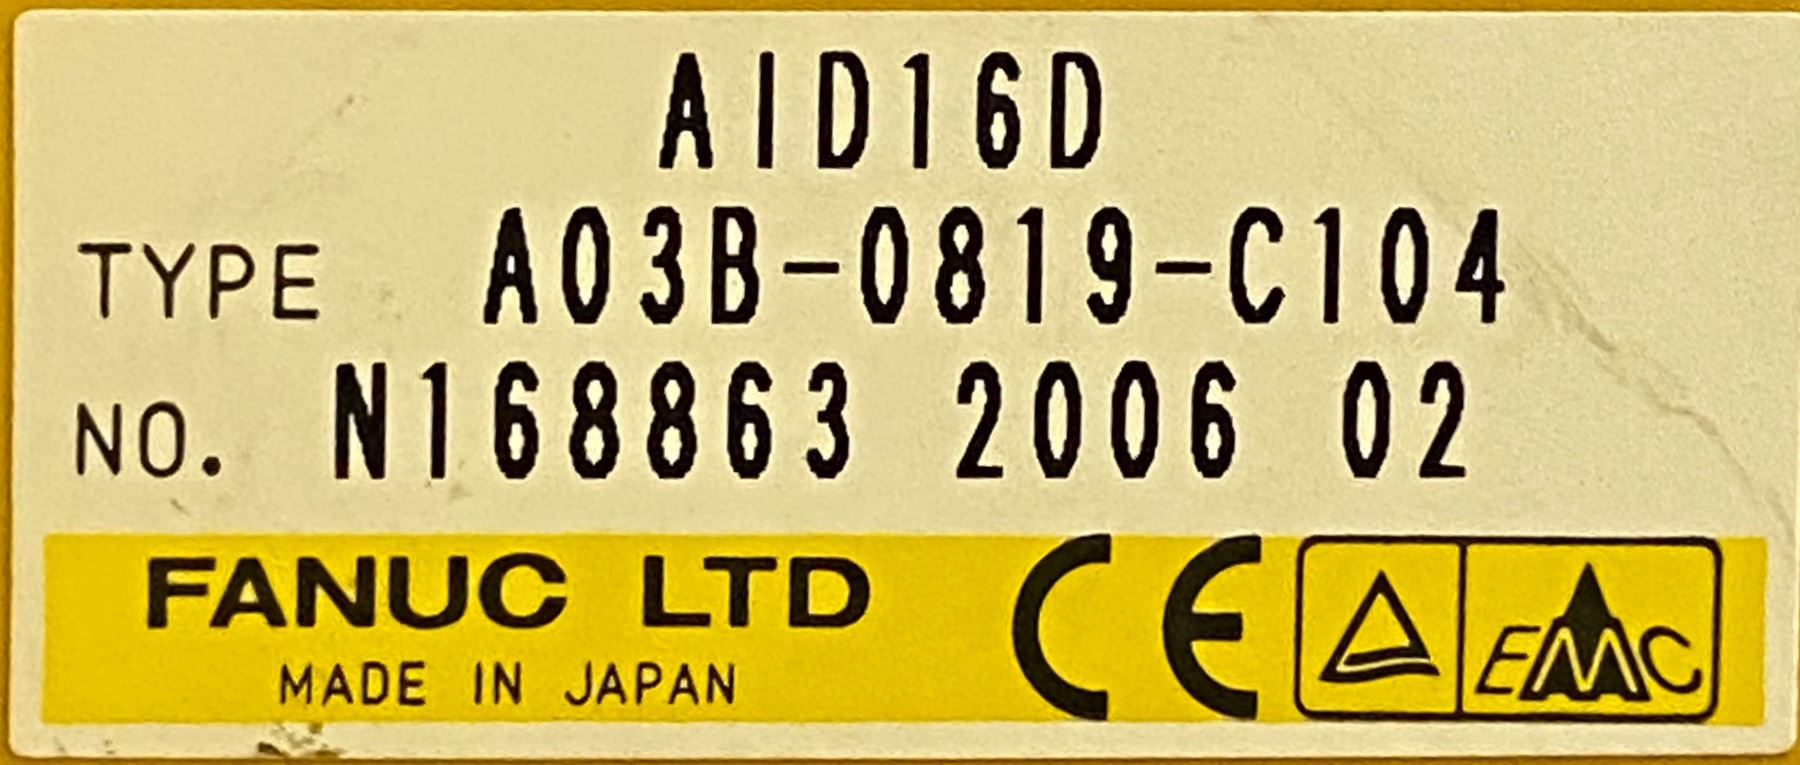 AID16D
TYPE A03B-0819-C104
NO. N168863 2006 02
FANUC LTD
MADE IN JAPAN
CE
EMC